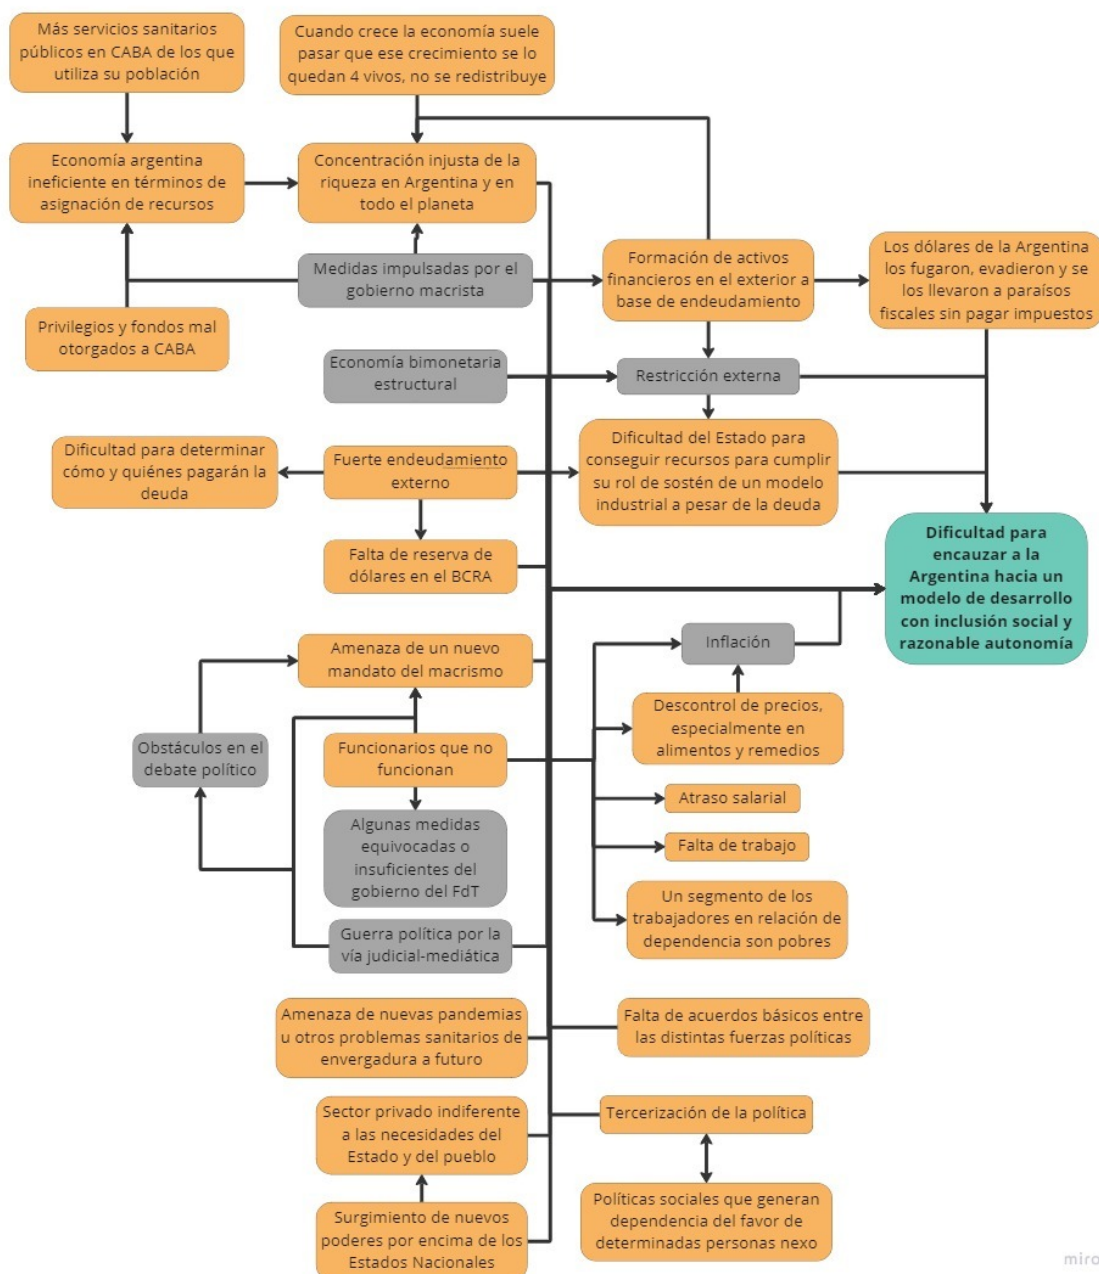 Más servicios sanitarios
públicos en CABA de los que
utiliza su población
Cuando crece la economía suele
pasar que ese crecimiento se lo
quedan 4 vivos, no se redistribuye
Economía argentina
ineficiente en términos de
asignación de recursos
Concentración injusta de la
riqueza en Argentina y en
todo el planeta
Medidas impulsadas por el
gobierno macrista
Formación de activos
financieros en el exterior a
base de endeudamiento
Los dólares de la Argentina
los fugaron, evadieron y se
los llevaron a paraísos
fiscales sin pagar impuestos
Privilegios y fondos mal
otorgados a CABA
Economía bimonetaria
estructural
Restricción externa
Dificultad para determinar
cómo y quiénes pagarán la
deuda
Fuerte endeudamiento
externo
Dificultad del Estado para
conseguir recursos para cumplir
su rol de sostén de un modelo
industrial a pesar de la deuda
Falta de reserva de
dólares en el BCRA
Dificultad para
encauzar a la
Argentina hacia un
modelo de desarrollo
con inclusión social y
razonable autonomía
Amenaza de un nuevo
mandato del macrismo
Inflación
Obstáculos en el
debate político
Funcionarios que no
funcionan
Descontrol de precios,
especialmente en
alimentos y remedios
Algunas medidas
equivocadas o
insuficientes del
gobierno del FdT
Atraso salarial
Falta de trabajo
Guerra política por la
vía judicial-mediática
Un segmento de los
trabajadores en relación de
dependencia son pobres
Amenaza de nuevas pandemias
u otros problemas sanitarios de
envergadura a futuro
Falta de acuerdos básicos entre
las distintas fuerzas políticas
Sector privado indiferente
a las necesidades del
Estado y del pueblo
Tercerización de la política
Surgimiento de nuevos
poderes por encima de los
Estados Nacionales
Políticas sociales que generan
dependencia del favor de
determinadas personas nexo
miro